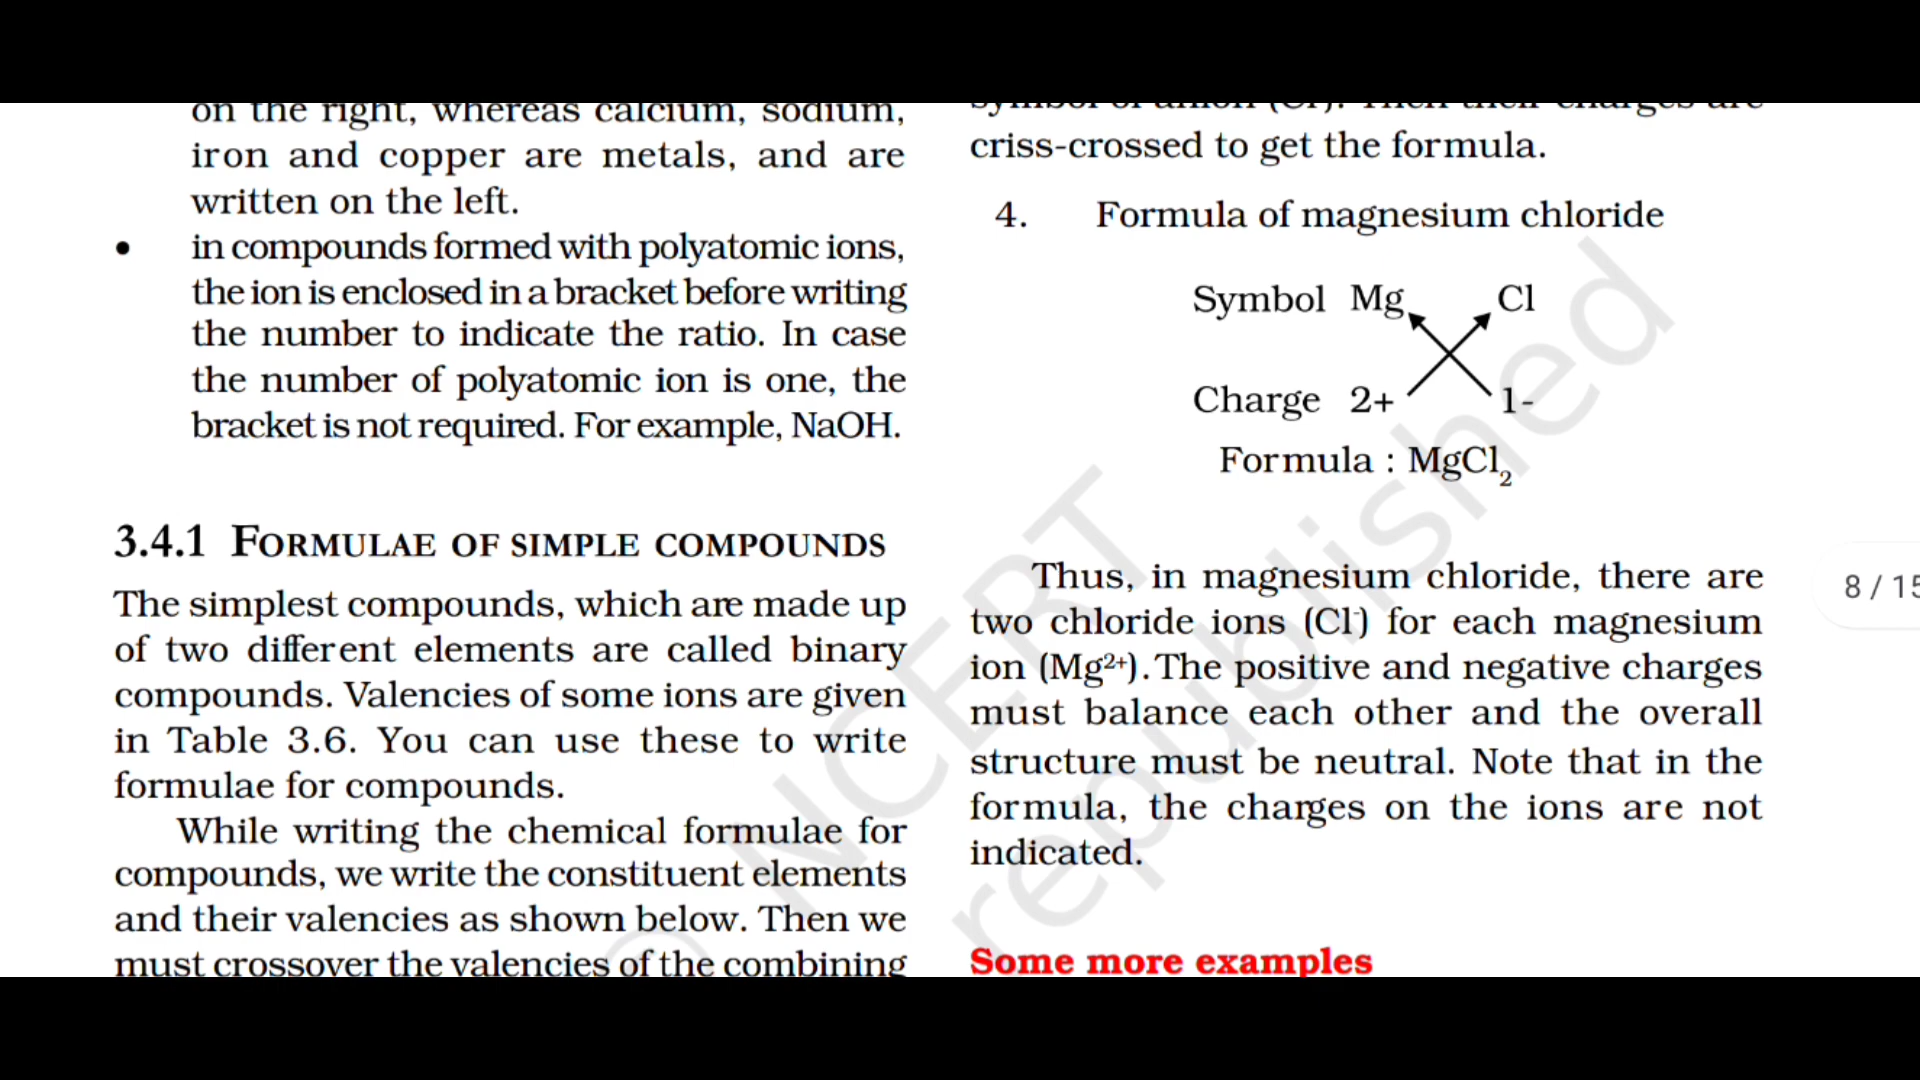 on the right, whereas calcium, sodium,
iron and copper are metals, and are
written on the left.
• in compounds formed with polyatomic ions,
the ion is enclosed in a bracket before writing
the number to indicate the ratio. In case
the number of polyatomic ion is one, the
bracket is not required. For example, NaOH.
3.4.1 FORMULAE OF SIMPLE COMPOUNDS
The simplest compounds, which are made up
of two different elements are called binary
compounds. Valencies of some ions are given
in Table 3.6. You can use these to write
formulae for compounds.
While writing the chemical formulae for
compounds, we write the constituent elements
and their valencies as shown below. Then we
must crossover the valencies of the combining
criss-crossed to get the formula.
4. Formula of magnesium chloride
Symbol Mg Cl
Charge 2+ 1-
Formula : MgCl₂
Thus, in magnesium chloride, there are
two chloride ions (Cl⁻) for each magnesium
ion (Mg²⁺). The positive and negative charges
must balance each other and the overall
structure must be neutral. Note that in the
formula, the charges on the ions are not
indicated.
Some more examples
NCERT
republished
8 / 15